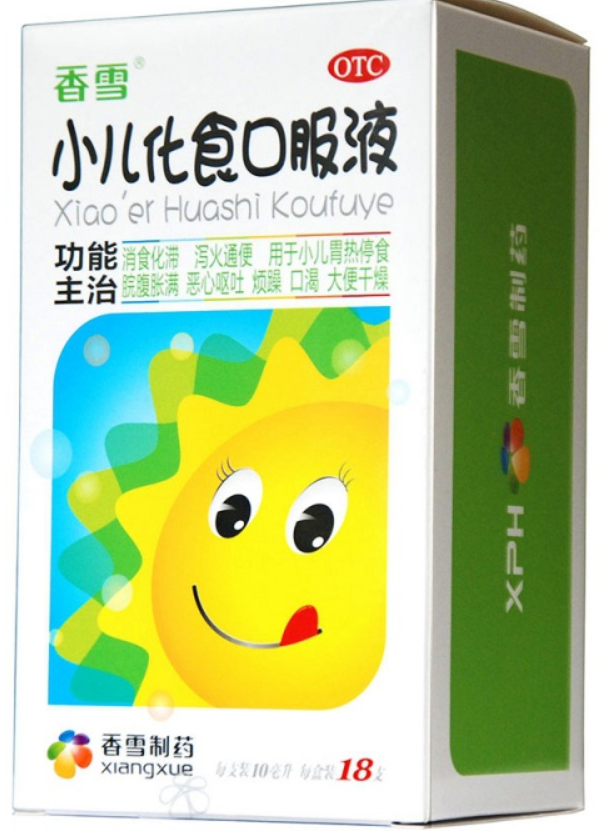 香雪®
OTC
小儿化食口服液
Xiao'er Huashi Koufuye
功能主治
消食化滞 泻火通便 用于小儿胃热停食
脘腹胀满 恶心呕吐 烦躁 口渴 大便干燥
香雪制药
xiangxue
每支装10毫升 每盒装18支
XPH 香雪制药